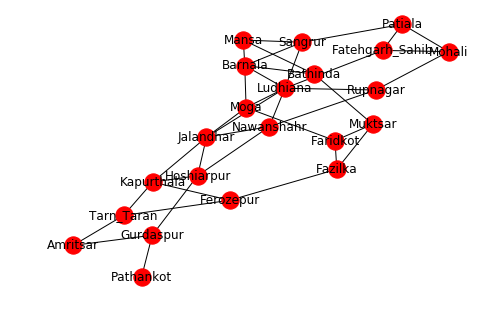 Patiala
Mansa
Sangrur
Fatehgarh_Sahib
Mohali
Barnala
Bathinda
Ludhiana
Rupnagar
Moga
Nawanshahr
Muktsar
Jalandhar
Faridkot
Fazilka
Hoshiarpur
Kapurthala
Ferozepur
Tarn_Taran
Gurdaspur
Amritsar
Pathankot